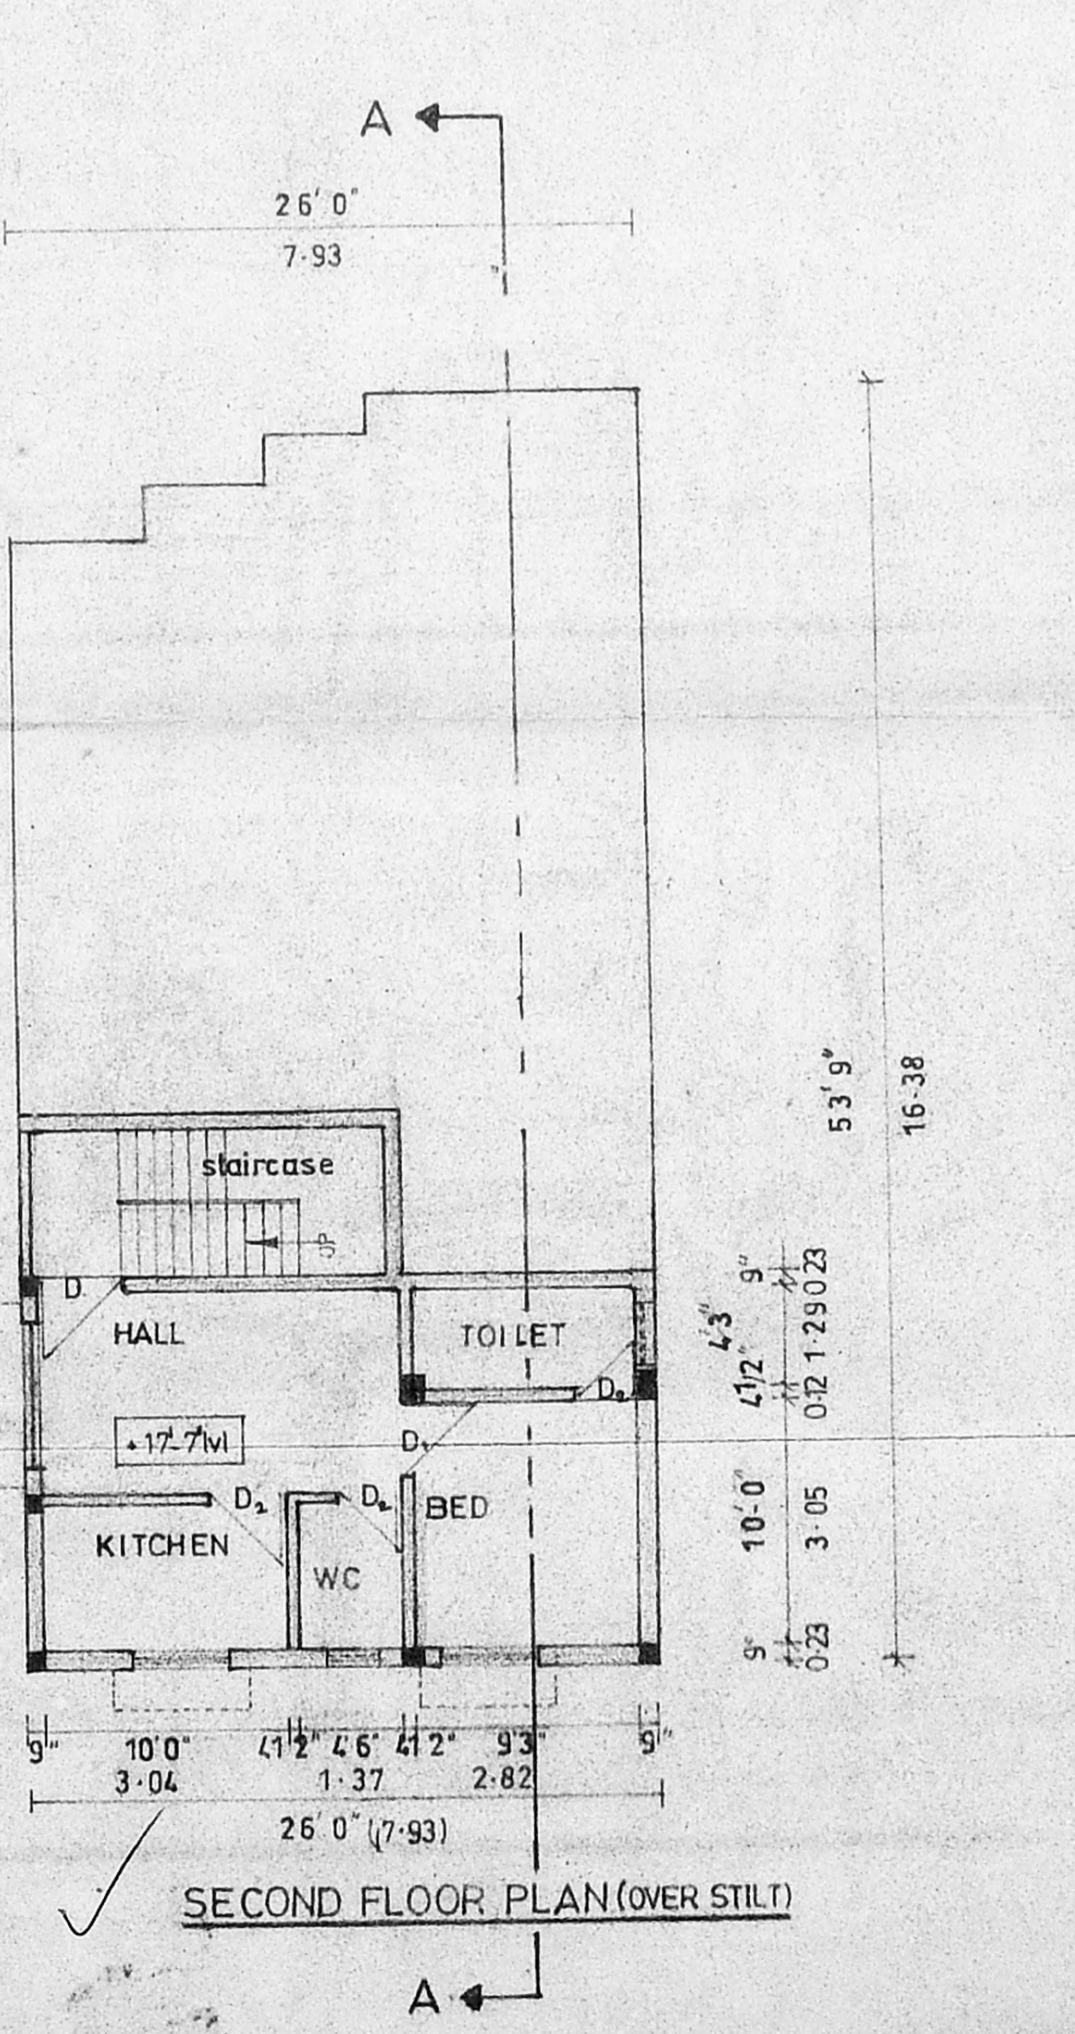 A
26' 0"
7·93
staircase
UP
D
HALL
TOILET
D₂
+17'-7"lvl
D₁
D₂
D₂
BED
KITCHEN
WC
53' 9"
16·38
9"
0·23
4'3"
1·29
41/2"
0·12
10'-0"
3·05
9"
0·23
9" 10'0" 41/2" 4'6" 41/2" 9'3" 9"
3·04 1·37 2·82
26' 0" (7·93)
SECOND FLOOR PLAN (OVER STILT)
A